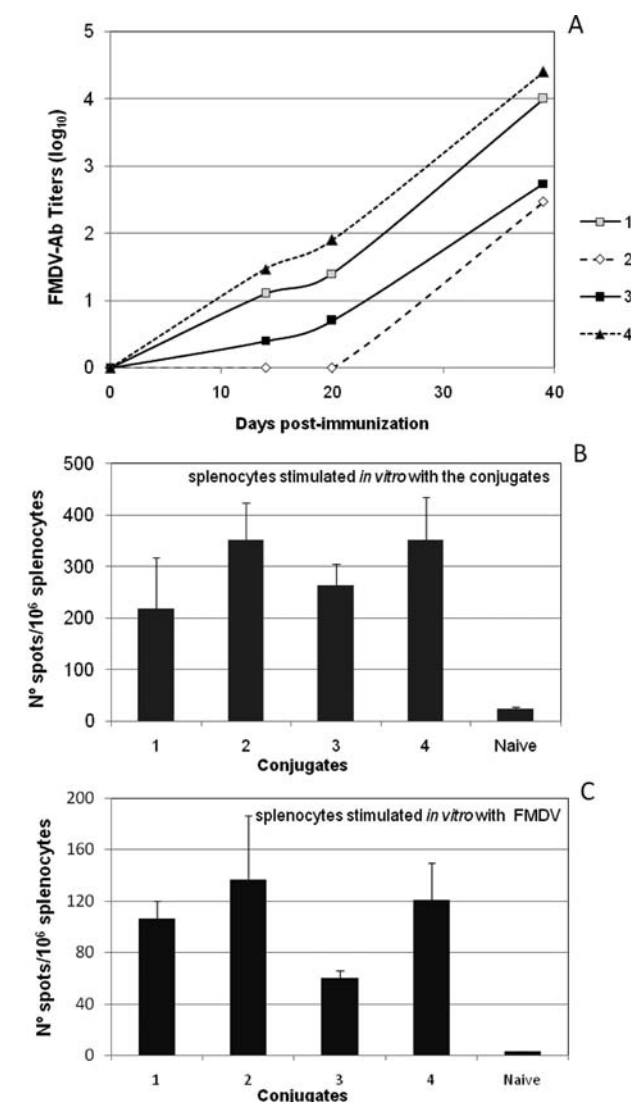 A
5
4
3
2
1
0
FMDV-Ab Titers (log₁₀)
0 10 20 30 40
Days post-immunization
1
2
3
4
B
splenocytes stimulated in vitro with the conjugates
500
400
300
200
100
0
N° spots/10⁶ splenocytes
1 2 3 4 Naive
Conjugates
C
splenocytes stimulated in vitro with FMDV
200
160
120
80
40
0
N° spots/10⁶ splenocytes
1 2 3 4 Naive
Conjugates